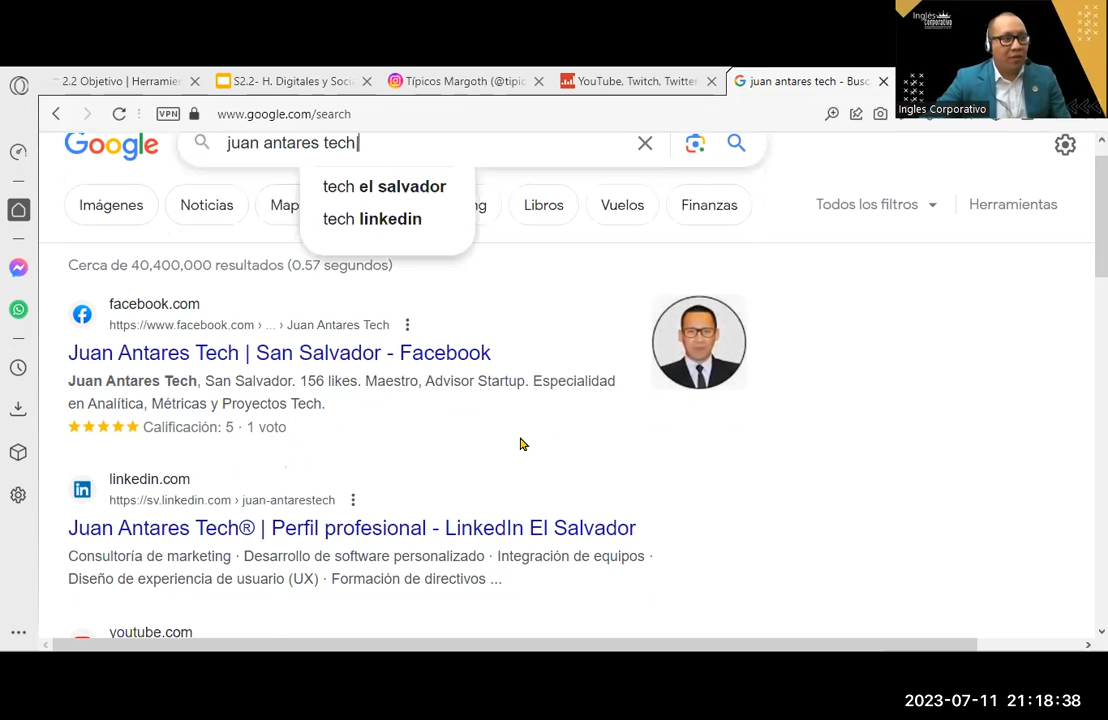 Inglés
corporativo
2.2 Objetivo | Herramie
S2.2- H. Digitales y Socia
Típicos Margoth (@tipic
YouTube, Twitch, Twitter
juan antares tech - Busc
Ingles Corporativo
VPN
www.google.com/search
Google
juan antares tech
tech el salvador
tech linkedin
Imágenes
Noticias
Map
ng
Libros
Vuelos
Finanzas
Todos los filtros
Herramientas
Cerca de 40,400,000 resultados (0.57 segundos)
facebook.com
https://www.facebook.com › ... › Juan Antares Tech
Juan Antares Tech | San Salvador - Facebook
Juan Antares Tech, San Salvador. 156 likes. Maestro, Advisor Startup. Especialidad
en Analítica, Métricas y Proyectos Tech.
Calificación: 5 · 1 voto
linkedin.com
https://sv.linkedin.com › juan-antarestech
Juan Antares Tech® | Perfil profesional - LinkedIn El Salvador
Consultoría de marketing · Desarrollo de software personalizado · Integración de equipos ·
Diseño de experiencia de usuario (UX) · Formación de directivos ...
youtube.com
2023-07-11 21:18:38